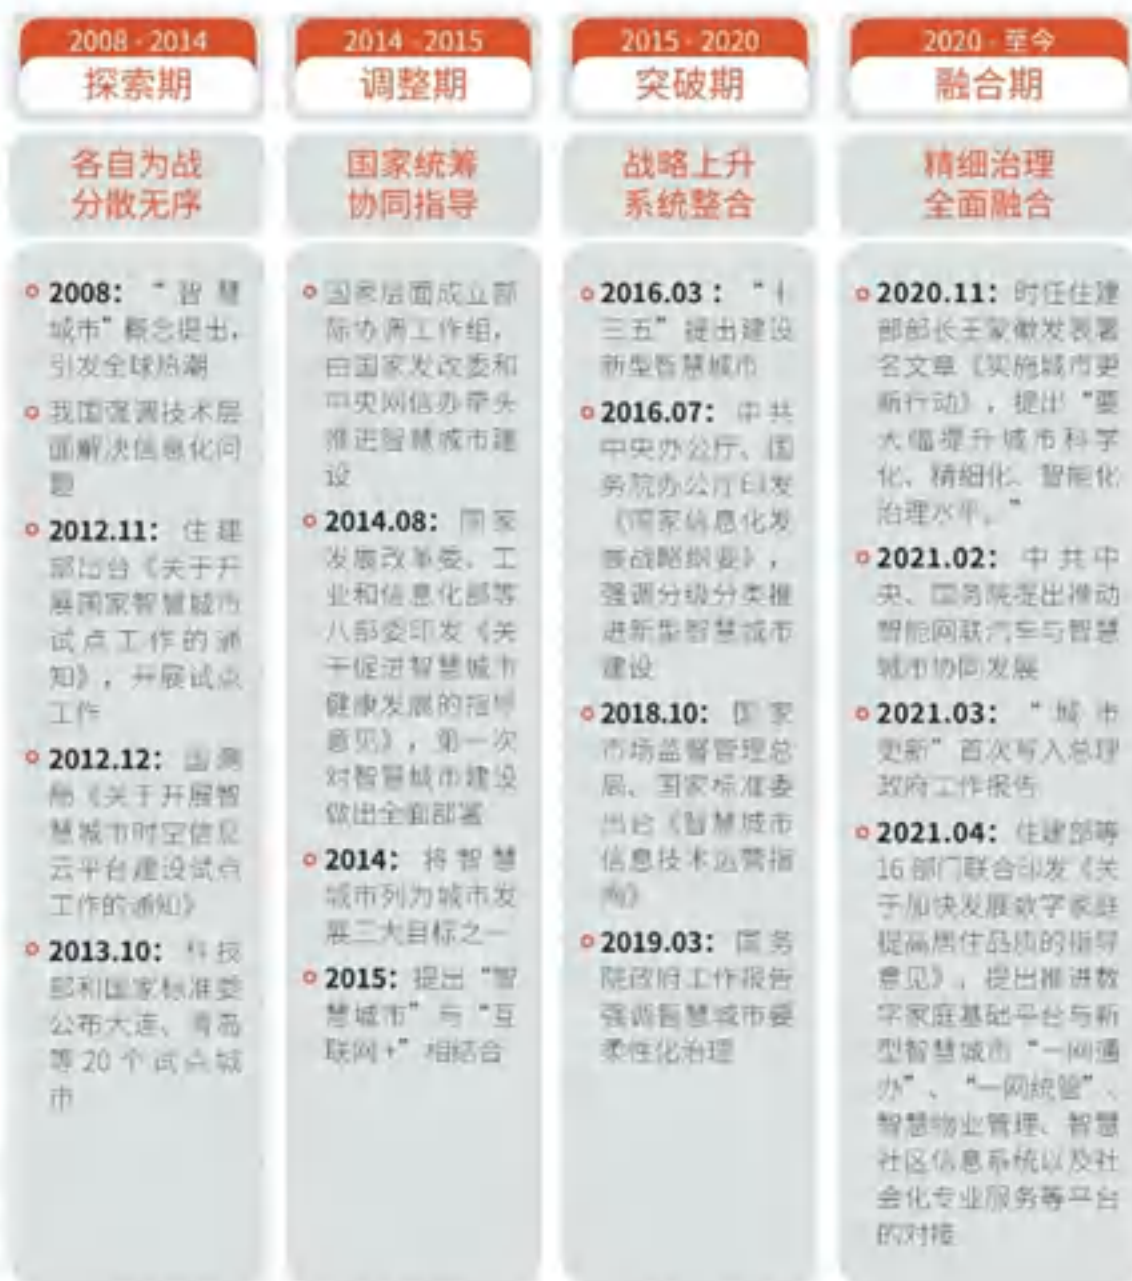 2008 - 2014
探索期
各自为战
分散无序
2008：“智慧
城市”概念提出，
引发全球热潮
我国强调技术层
面解决信息化问
题
2012.11：住建
部出台《关于开
展国家智慧城市
试点工作的通
知》，开展试点
工作
2012.12：国测
局《关于开展智
慧城市时空信息
云平台建设试点
工作的通知》
2013.10：科技
部和国家标准委
公布大连、青岛
等 20 个试点城
市
2014 - 2015
调整期
国家统筹
协同指导
国家层面成立部
际协调工作组，
由国家发改委和
中央网信办牵头
推进智慧城市建
设
2014.08：国家
发展改革委、工
业和信息化部等
八部委印发《关
于促进智慧城市
健康发展的指导
意见》，第一次
对智慧城市建设
做出全面部署
2014：将智慧
城市列为城市发
展三大目标之一
2015：提出“智
慧城市”与“互
联网+”相结合
2015 - 2020
突破期
战略上升
系统整合
2016.03：“十
三五”提出建设
新型智慧城市
2016.07：中共
中央办公厅、国
务院办公厅印发
《国家信息化发
展战略纲要》，
强调分级分类推
进新型智慧城市
建设
2018.10：国家
市场监督管理总
局、国家标准委
出台《智慧城市
信息技术运营指
南》
2019.03：国务
院政府工作报告
强调智慧城市要
柔性化治理
2020 - 至今
融合期
精细治理
全面融合
2020.11：时任住建
部部长王蒙徽发表署
名文章《实施城市更
新行动》，提出“要
大幅提升城市科学
化、精细化、智能化
治理水平。”
2021.02：中共中
央、国务院提出推动
智能网联汽车与智慧
城市协同发展
2021.03：“城市
更新”首次写入总理
政府工作报告
2021.04：住建部等
16 部门联合印发《关
于加快发展数字家庭
提高居住品质的指导
意见》，提出推进数
字家庭基础平台与新
型智慧城市“一网通
办”、“一网统管”、
智慧物业管理、智慧
社区信息系统以及社
会化专业服务等平台
的对接